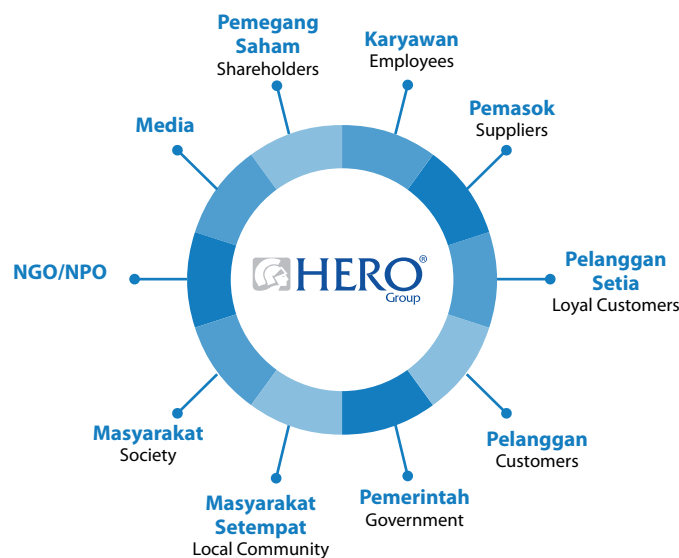 Pemegang
Saham
Shareholders
Karyawan
Employees
Pemasok
Suppliers
Pelanggan
Setia
Loyal Customers
Pelanggan
Customers
Pemerintah
Government
Masyarakat
Setempat
Local Community
Masyarakat
Society
NGO/NPO
Media
HERO®
Group